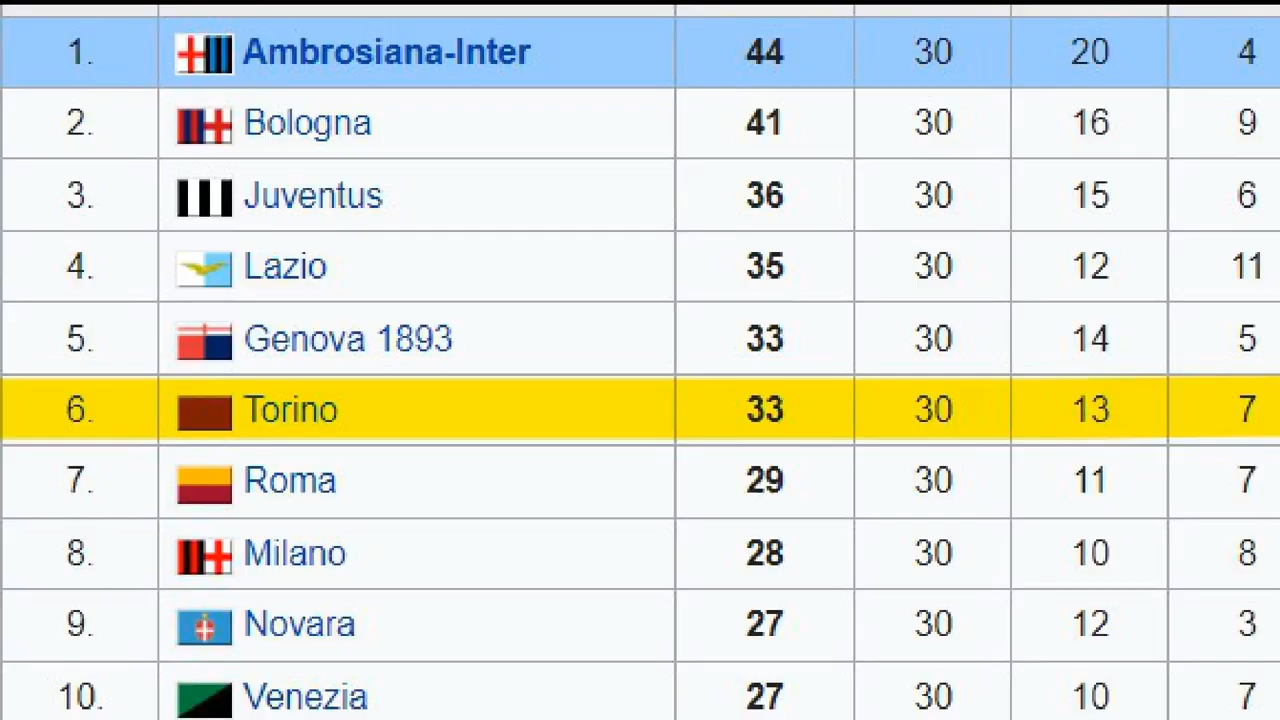 1. Ambrosiana-Inter 44 30 20 4
2. Bologna 41 30 16 9
3. Juventus 36 30 15 6
4. Lazio 35 30 12 11
5. Genova 1893 33 30 14 5
6. Torino 33 30 13 7
7. Roma 29 30 11 7
8. Milano 28 30 10 8
9. Novara 27 30 12 3
10. Venezia 27 30 10 7